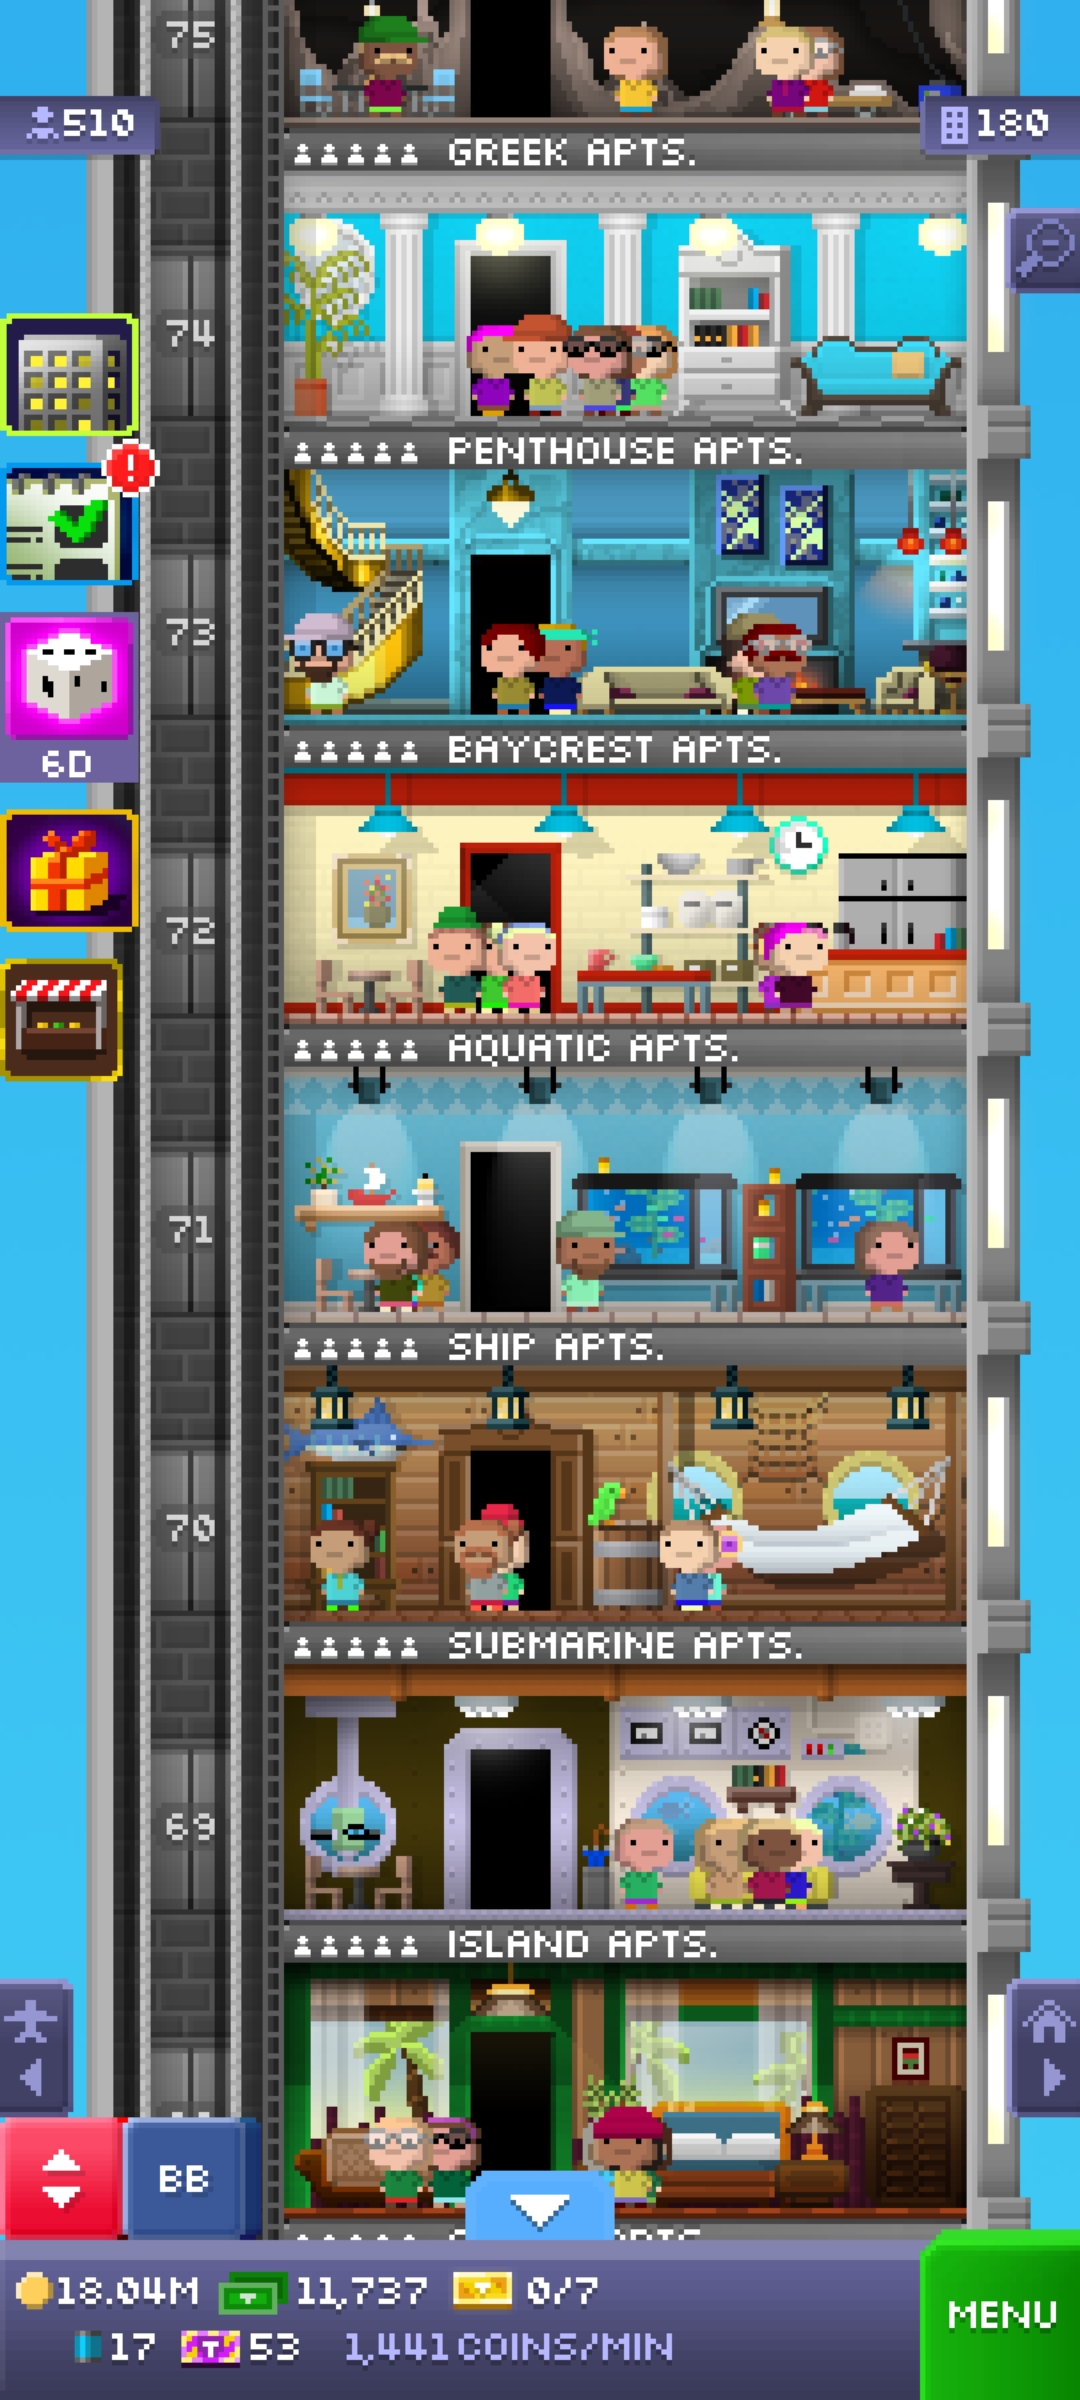 75
510
180
GREEK APTS.
74
PENTHOUSE APTS.
73
6D
BAYCREST APTS.
72
AQUATIC APTS.
71
SHIP APTS.
70
SUBMARINE APTS.
69
ISLAND APTS.
BB
18.04M 11,737 0/7
17 53 1,441 COINS/MIN
MENU